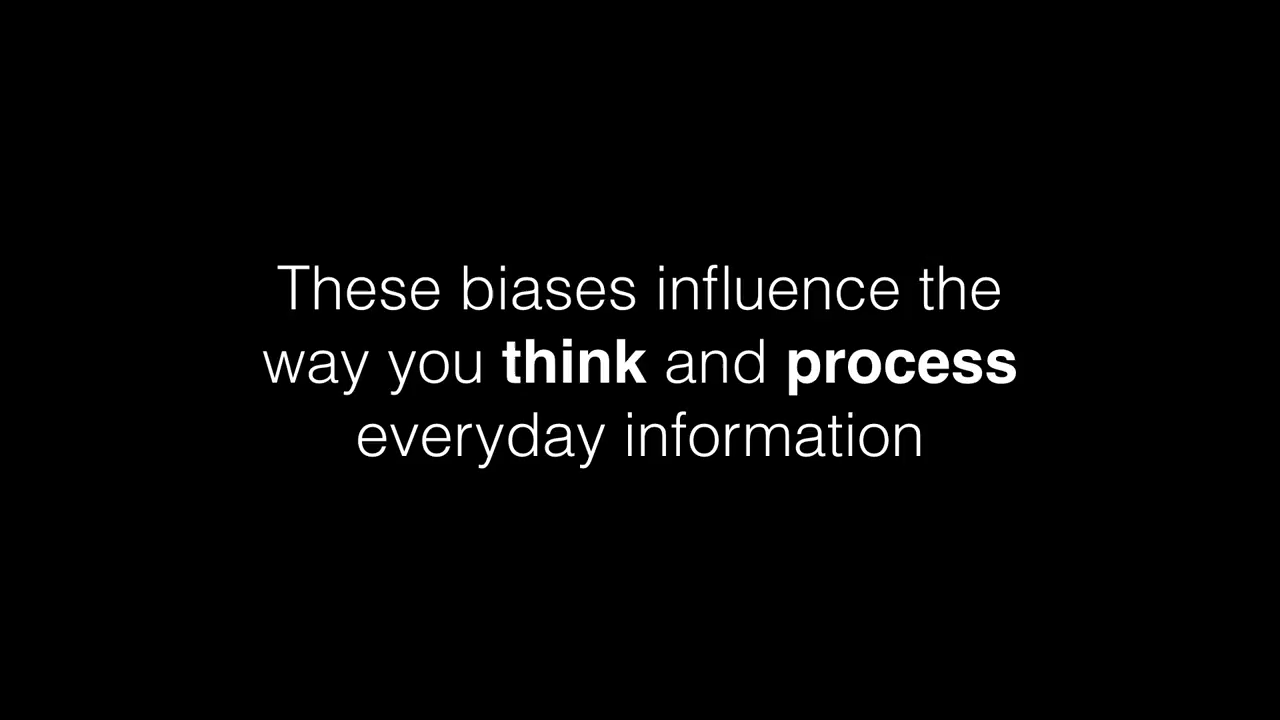 These biases influence the
way you think and process
everyday information